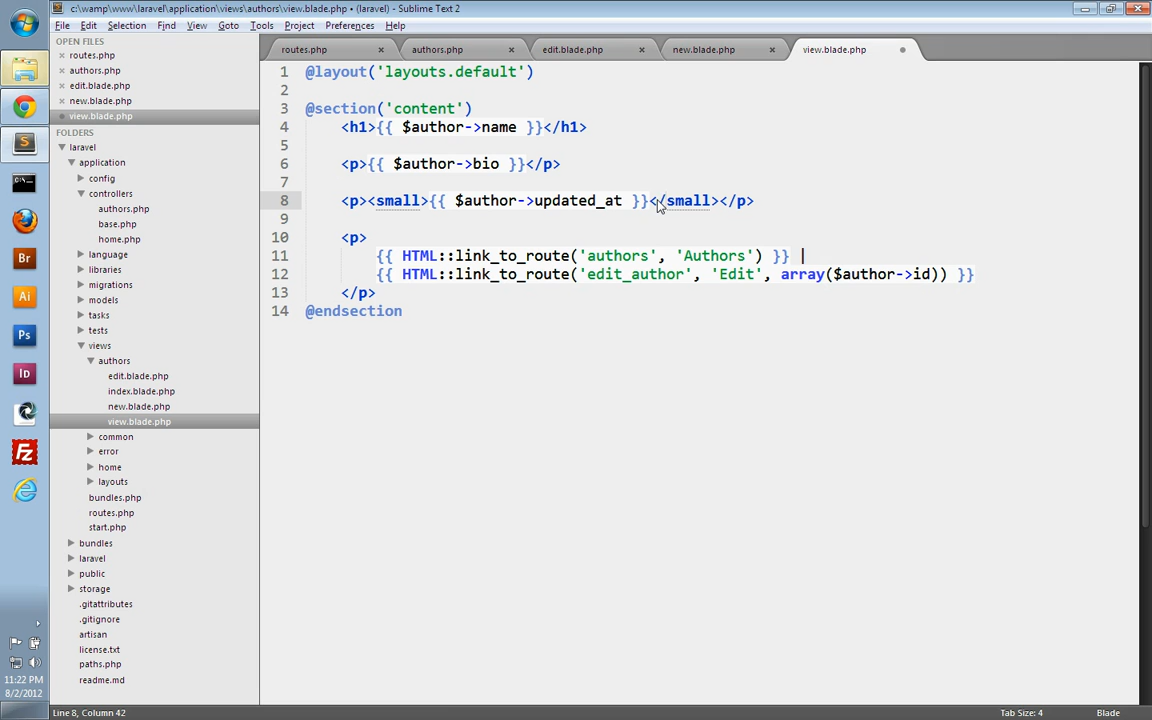 c:\wamp\www\laravel\application\views\authors\view.blade.php • (laravel) - Sublime Text 2
File Edit Selection Find View Goto Tools Project Preferences Help
OPEN FILES
routes.php
authors.php
edit.blade.php
new.blade.php
view.blade.php
FOLDERS
laravel
application
config
controllers
authors.php
base.php
home.php
language
libraries
migrations
models
tasks
tests
views
authors
edit.blade.php
index.blade.php
new.blade.php
view.blade.php
common
error
home
layouts
bundles.php
routes.php
start.php
bundles
laravel
public
storage
.gitattributes
.gitignore
artisan
license.txt
paths.php
readme.md
routes.php authors.php edit.blade.php new.blade.php view.blade.php
1 @layout('layouts.default')
2
3 @section('content')
4 <h1>{{ $author->name }}</h1>
5
6 <p>{{ $author->bio }}</p>
7
8 <p><small>{{ $author->updated_at }}</small></p>
9
10 <p>
11 {{ HTML::link_to_route('authors', 'Authors') }} |
12 {{ HTML::link_to_route('edit_author', 'Edit', array($author->id)) }}
13 </p>
14 @endsection
Br
Ai
Ps
Id
Fz
11:22 PM
8/2/2012
Line 8, Column 42 Tab Size: 4 Blade